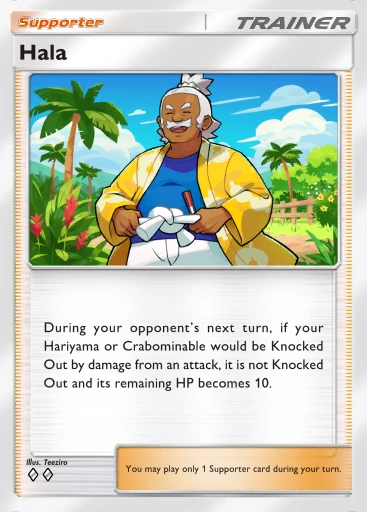 Supporter
TRAINER
Hala
During your opponent's next turn, if your
Hariyama or Crabominable would be Knocked
Out by damage from an attack, it is not Knocked
Out and its remaining HP becomes 10.
Illus. Teeziro
You may play only 1 Supporter card during your turn.